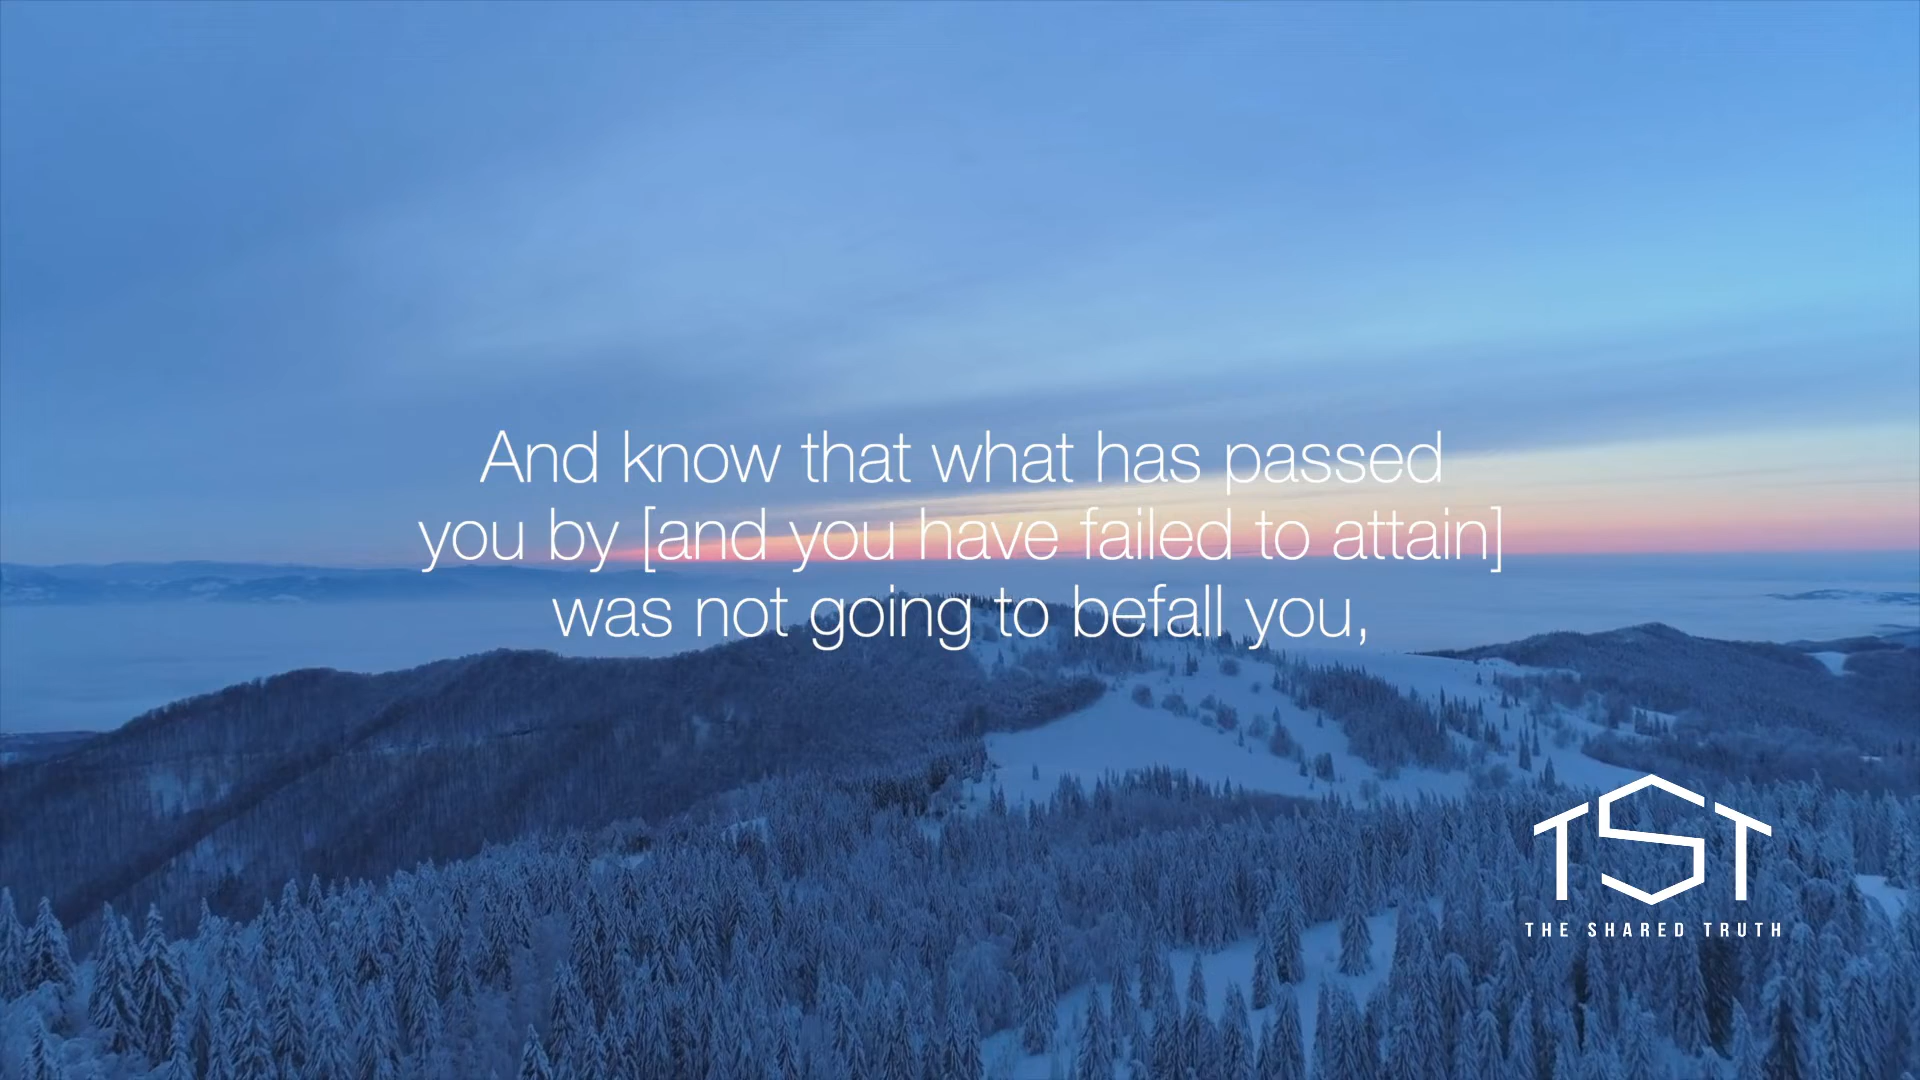 And know that what has passed
you by [and you have failed to attain]
was not going to befall you,
TST
THE SHARED TRUTH